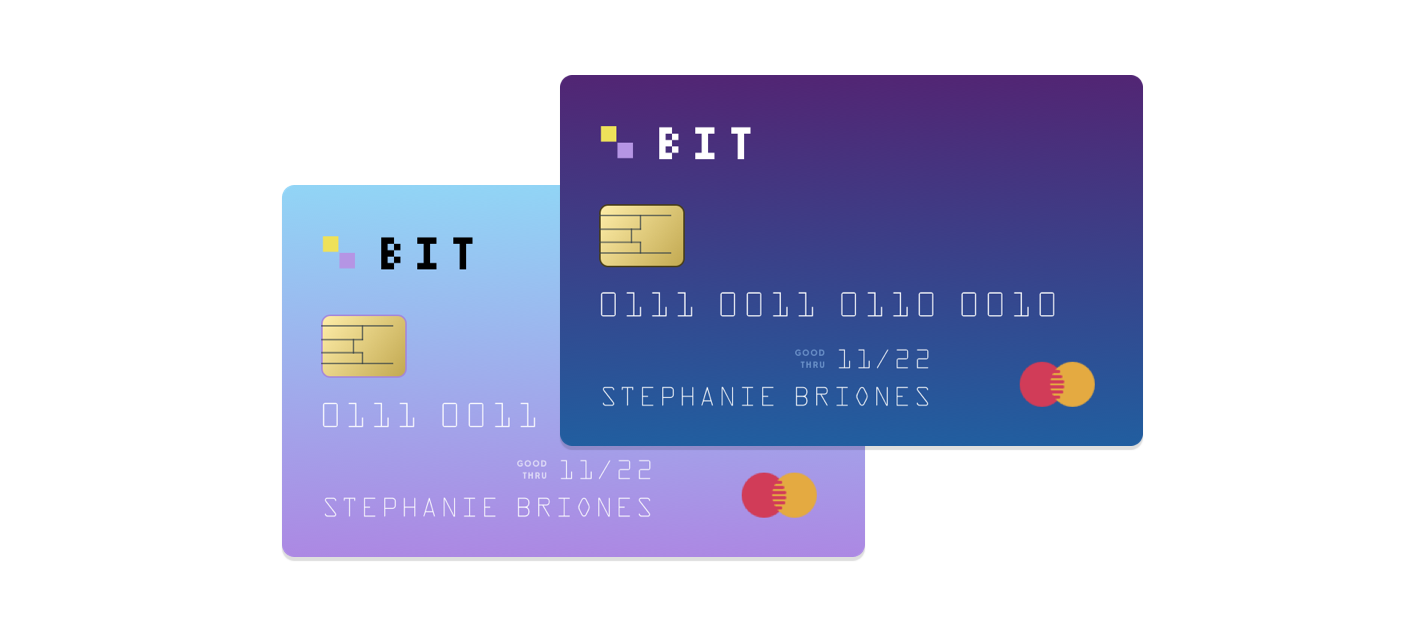 BIT
0111 0011 0110 0010
GOOD
THRU 11/22
STEPHANIE BRIONES
BIT
0111 0011
GOOD
THRU 11/22
STEPHANIE BRIONES